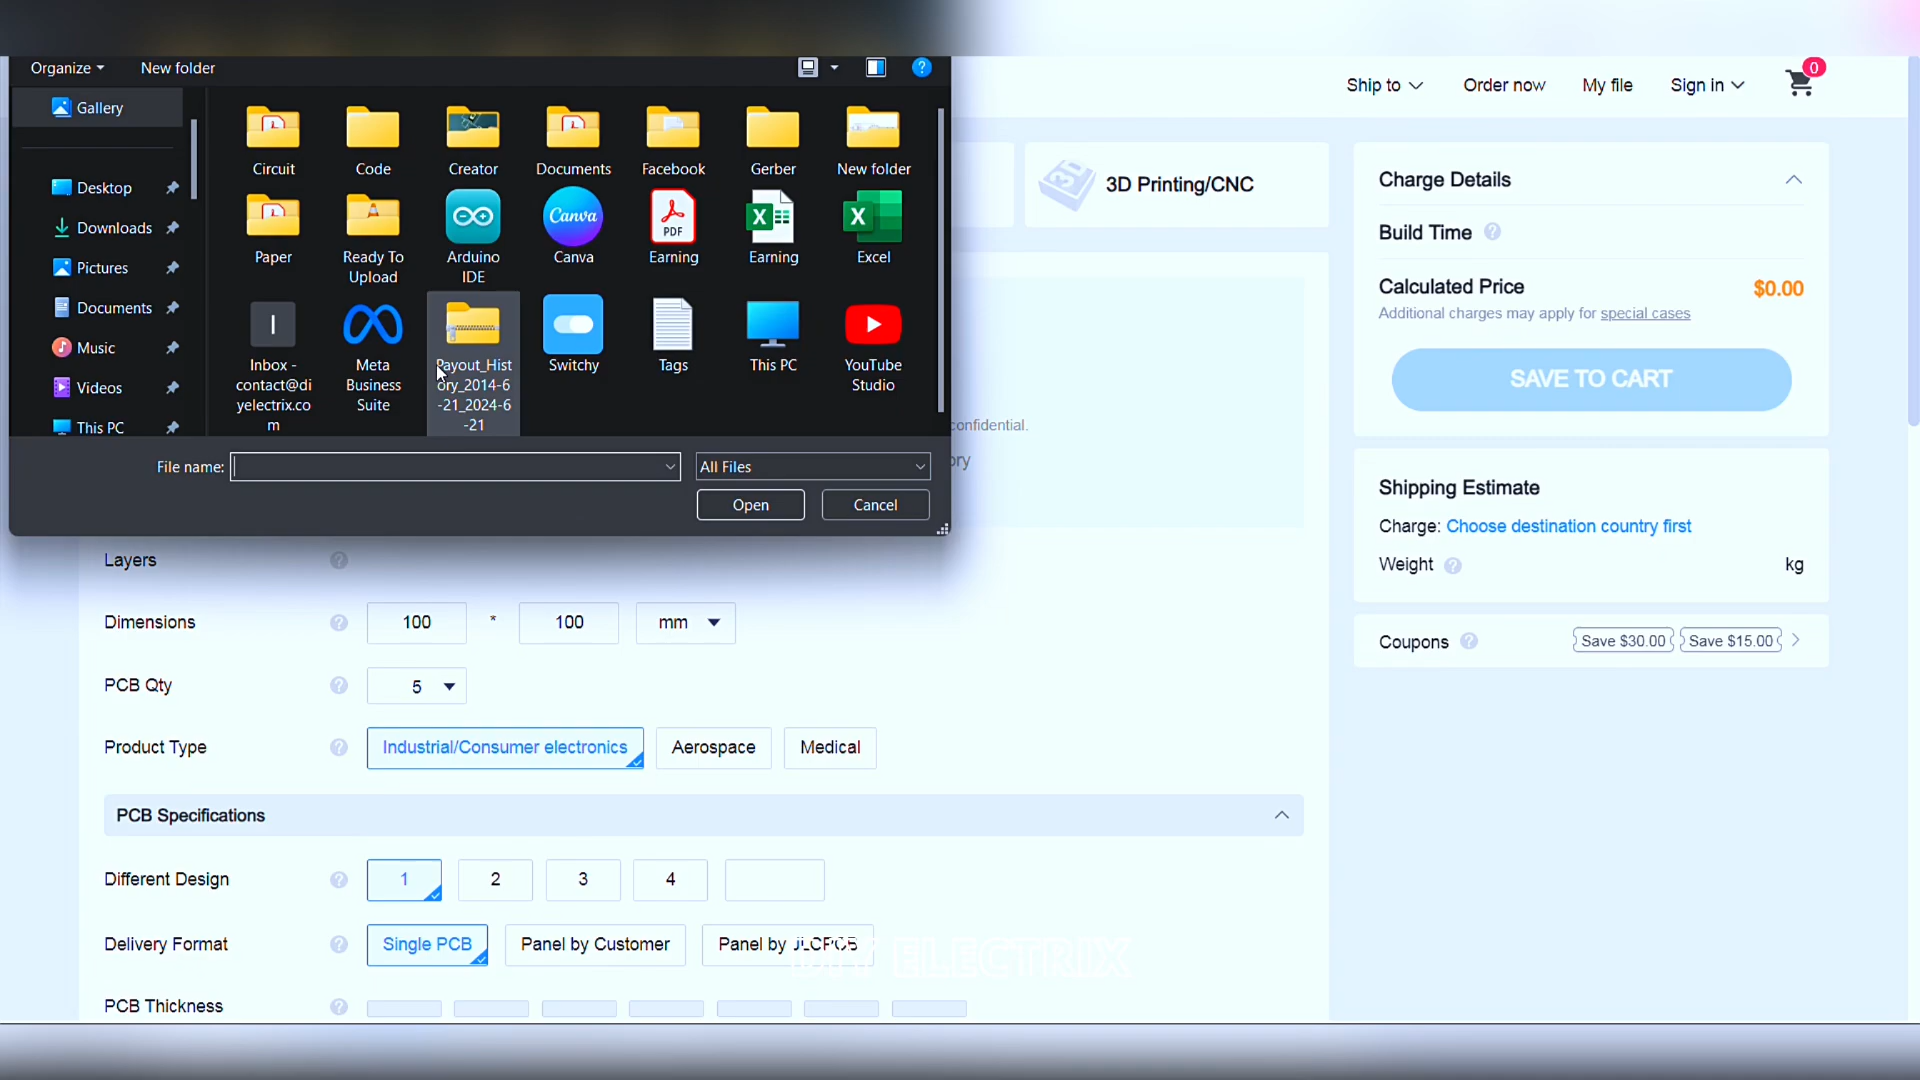 Organize
New folder
Gallery
Desktop
Downloads
Pictures
Documents
Music
Videos
This PC
Circuit
Code
Creator
Documents
Facebook
Gerber
New folder
Paper
Ready To
Upload
Arduino
IDE
Canva
Canva
PDF
Earning
Earning
Excel
Inbox -
contact@di
yelectrix.co
m
Meta
Business
Suite
Payout_Hist
ory_2014-6
-21_2024-6
-21
Switchy
Tags
This PC
YouTube
Studio
File name:
All Files
Open
Cancel
Ship to
Order now
My file
Sign in
0
3D Printing/CNC
confidential.
ory
Charge Details
Build Time
Calculated Price
$0.00
Additional charges may apply for special cases
SAVE TO CART
Shipping Estimate
Charge: Choose destination country first
Weight
kg
Coupons
Save $30.00
Save $15.00
Layers
Dimensions
100 * 100 mm
PCB Qty
5
Product Type
Industrial/Consumer electronics
Aerospace
Medical
PCB Specifications
Different Design
1 2 3 4
Delivery Format
Single PCB
Panel by Customer
Panel by JLCPCB
DIY ELECTRIX
PCB Thickness